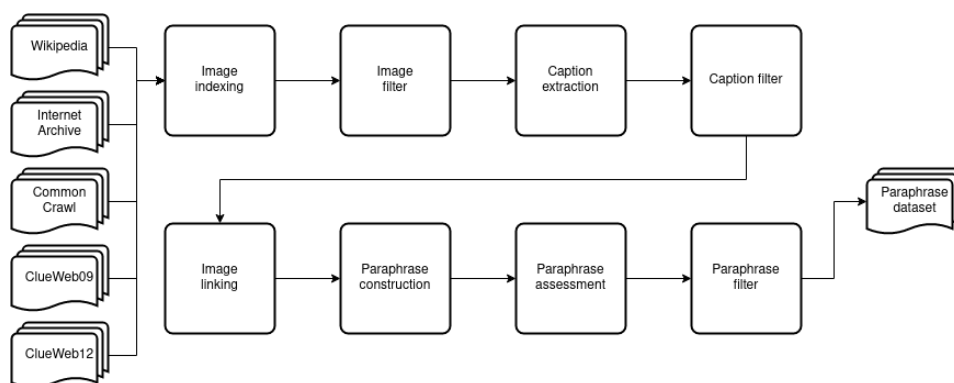 Wikipedia
Internet
Archive
Common
Crawl
ClueWeb09
ClueWeb12
Image
indexing
Image
filter
Caption
extraction
Caption filter
Image
linking
Paraphrase
construction
Paraphrase
assessment
Paraphrase
filter
Paraphrase
dataset